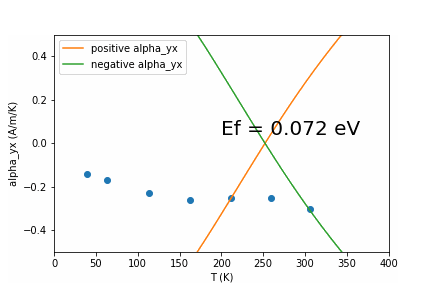 positive alpha_yx
negative alpha_yx
Ef = 0.072 eV
alpha_yx (A/m/K)
0.4
0.2
0.0
−0.2
−0.4
0 50 100 150 200 250 300 350 400
T (K)